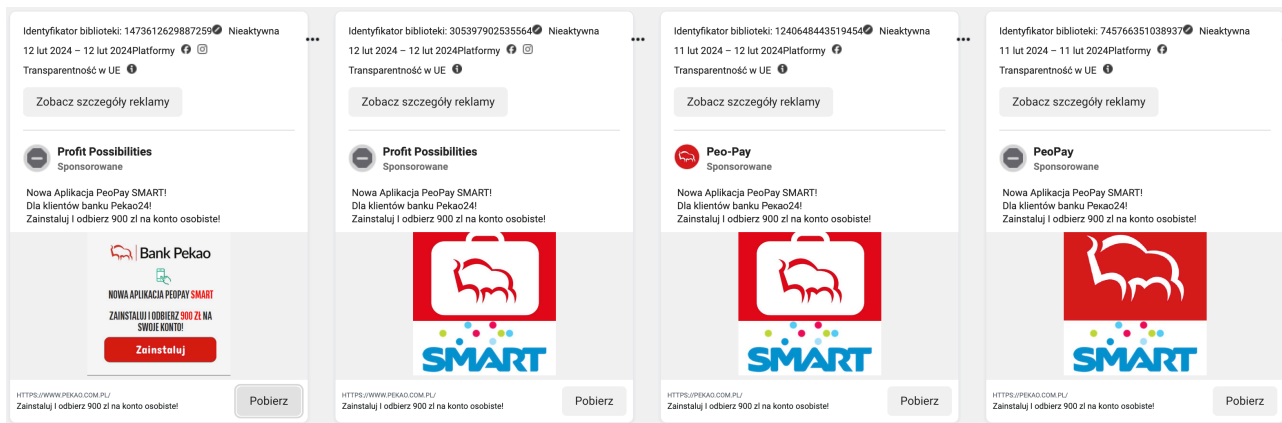 Identyfikator biblioteki: 1473612629887259 Nieaktywna
12 lut 2024 – 12 lut 2024Platformy
Transparentność w UE
Zobacz szczegóły reklamy
Profit Possibilities
Sponsorowane
Nowa Aplikacja PeoPay SMART!
Dla klientów banku Pekao24!
Zainstaluj I odbierz 900 zl na konto osobiste!
Bank Pekao
NOWA APLIKACJA PEOPAY SMART
ZAINSTALUJ I ODBIERZ 900 ZŁ NA
SWOJE KONTO!
Zainstaluj
HTTPS://WWW.PEKAO.COM.PL/
Zainstaluj I odbierz 900 zl na konto osobiste!
Pobierz
Identyfikator biblioteki: 305397902535564 Nieaktywna
12 lut 2024 – 12 lut 2024Platformy
Transparentność w UE
Zobacz szczegóły reklamy
Profit Possibilities
Sponsorowane
Nowa Aplikacja PeoPay SMART!
Dla klientów banku Pekao24!
Zainstaluj I odbierz 900 zl na konto osobiste!
SMART
HTTPS://WWW.PEKAO.COM.PL/
Zainstaluj I odbierz 900 zl na konto osobiste!
Pobierz
Identyfikator biblioteki: 1240648443519454 Nieaktywna
11 lut 2024 – 12 lut 2024Platformy
Transparentność w UE
Zobacz szczegóły reklamy
Peo-Pay
Sponsorowane
Nowa Aplikacja PeoPay SMART!
Dla klientów banku Рекао24!
Zainstaluj I odbierz 900 zl na konto osobiste!
SMART
HTTPS://PEKAO.COM.PL/
Zainstaluj I odbierz 900 zl na konto osobiste!
Pobierz
Identyfikator biblioteki: 745766351038937 Nieaktywna
11 lut 2024 – 11 lut 2024Platformy
Transparentność w UE
Zobacz szczegóły reklamy
PeoPay
Sponsorowane
Nowa Aplikacja PeoPay SMART!
Dla klientów banku Рекао24!
Zainstaluj I odbierz 900 zl na konto osobiste!
SMART
HTTPS://PEKAO.COM.PL/
Zainstaluj I odbierz 900 zl na konto osobiste!
Pobierz